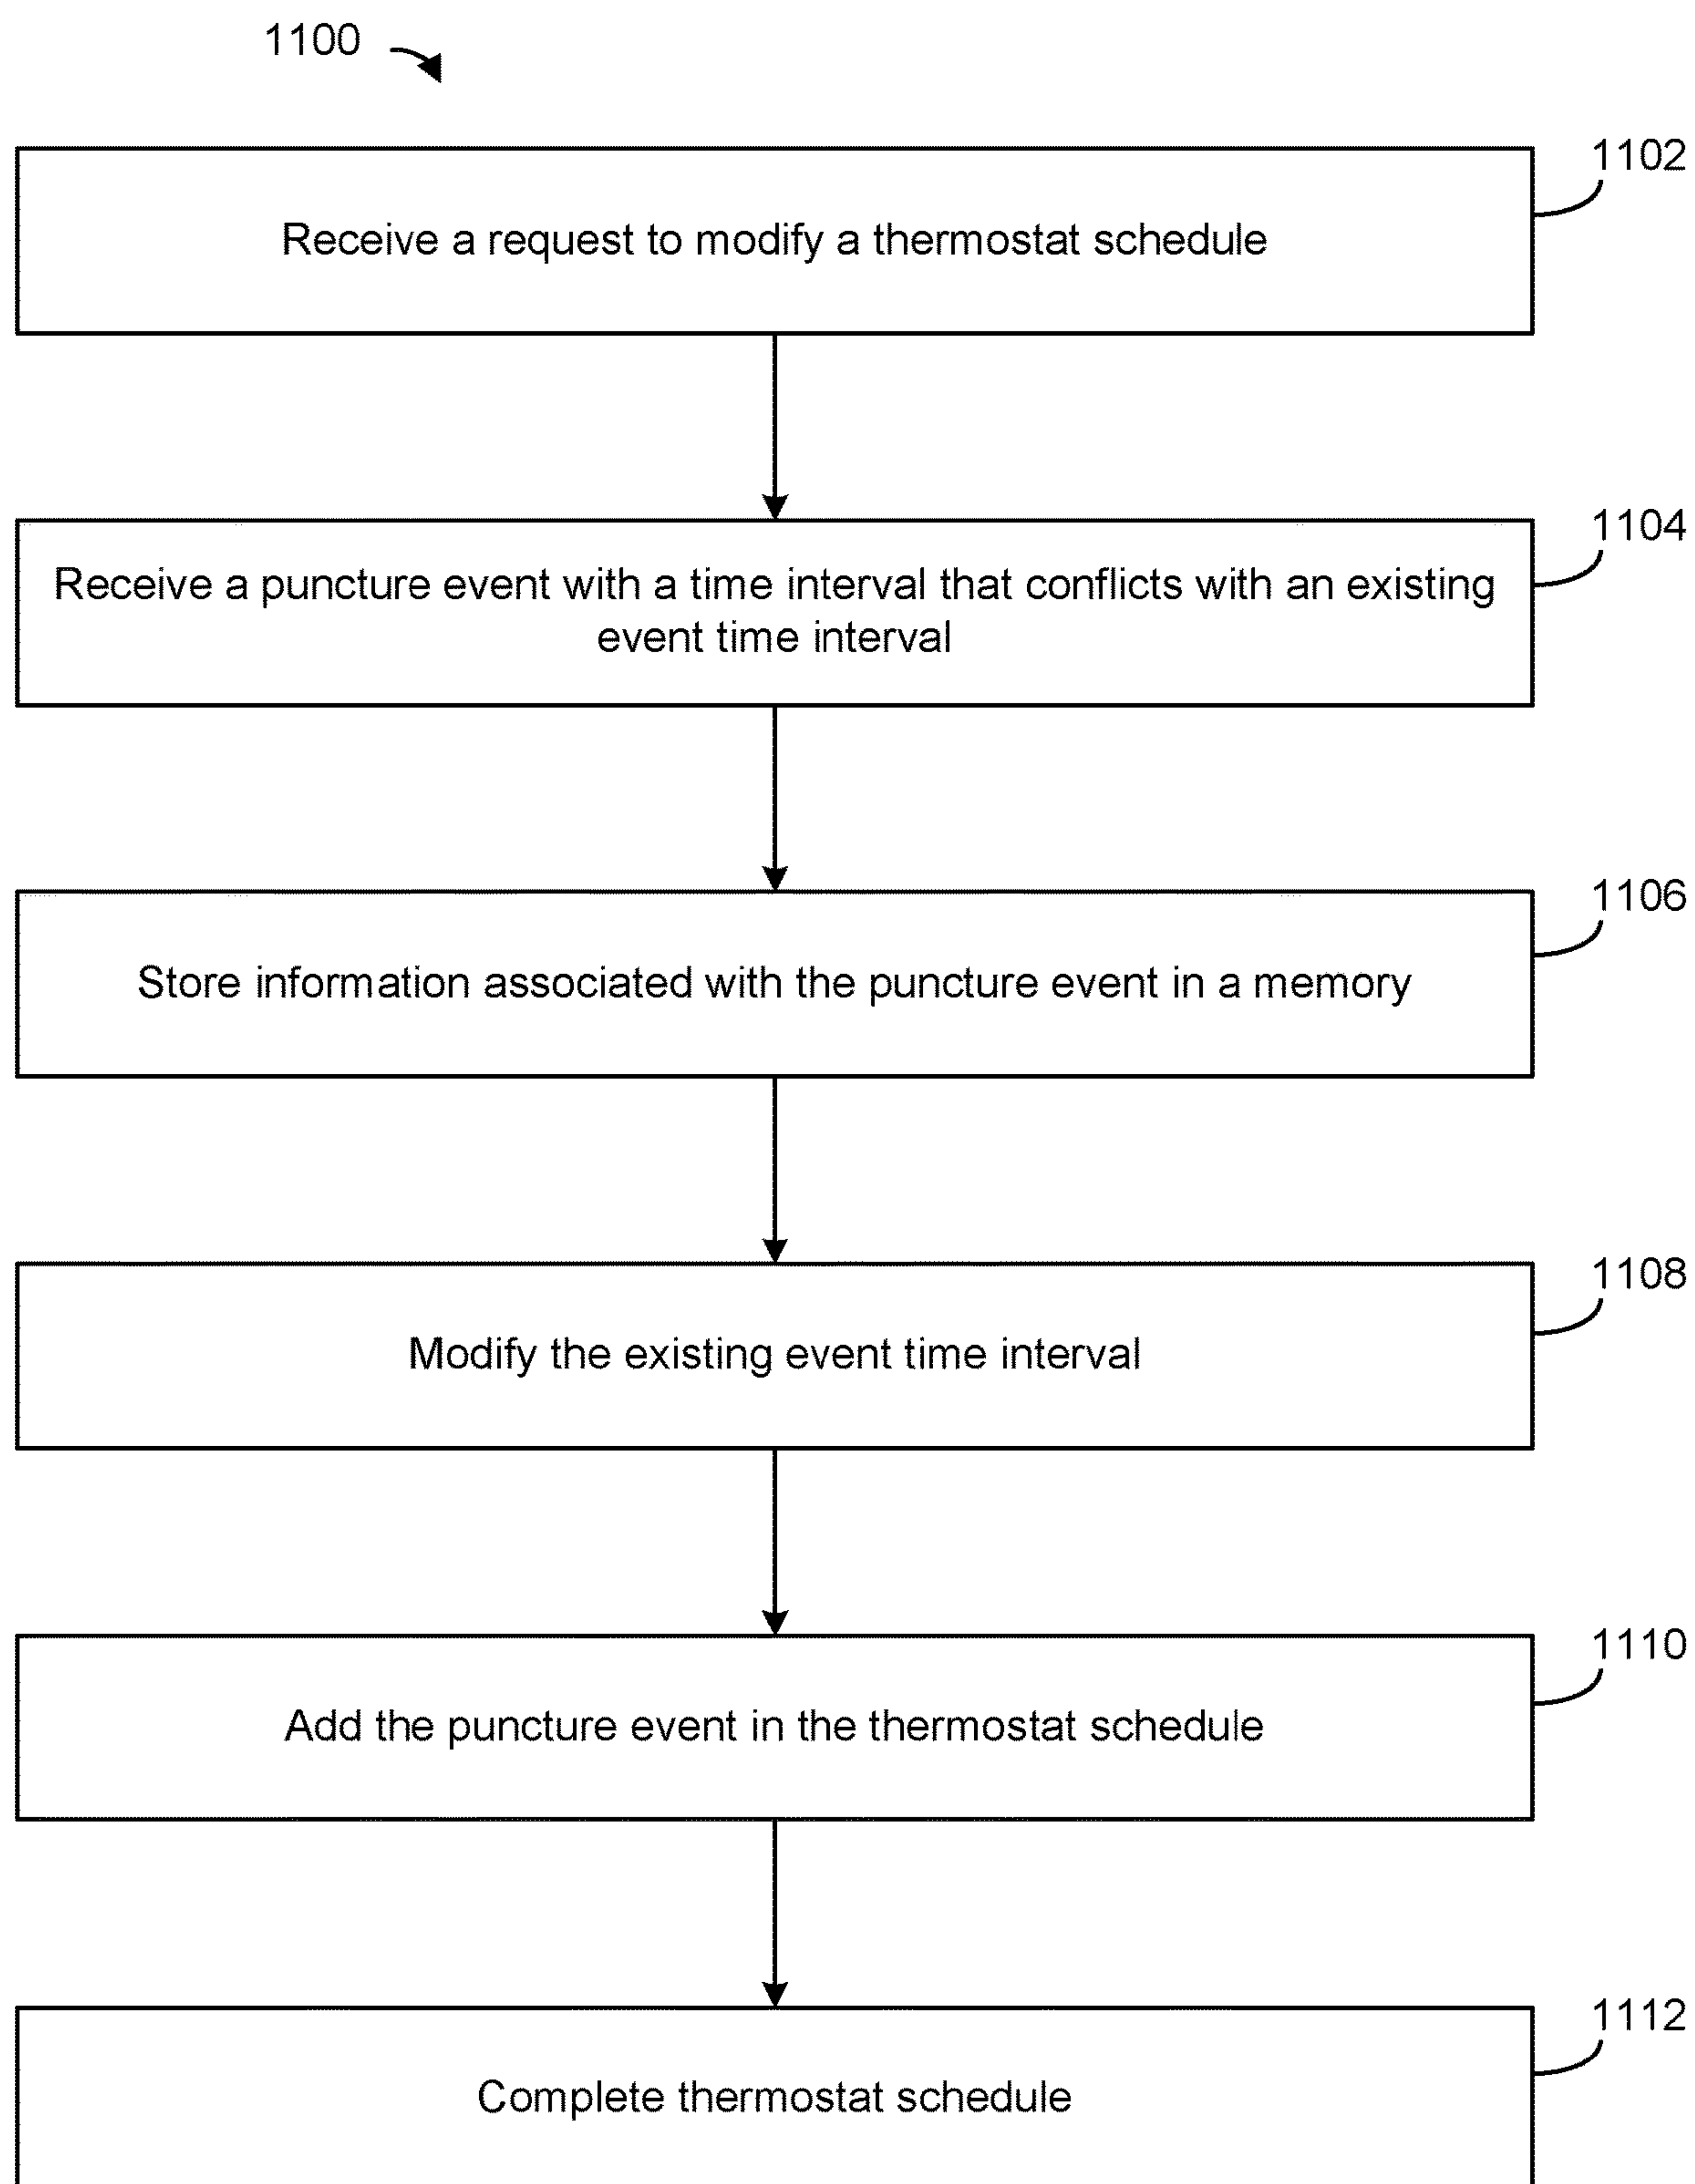 1100
1102
Receive a request to modify a thermostat schedule
1104
Receive a puncture event with a time interval that conflicts with an existing
event time interval
1106
Store information associated with the puncture event in a memory
1108
Modify the existing event time interval
1110
Add the puncture event in the thermostat schedule
1112
Complete thermostat schedule